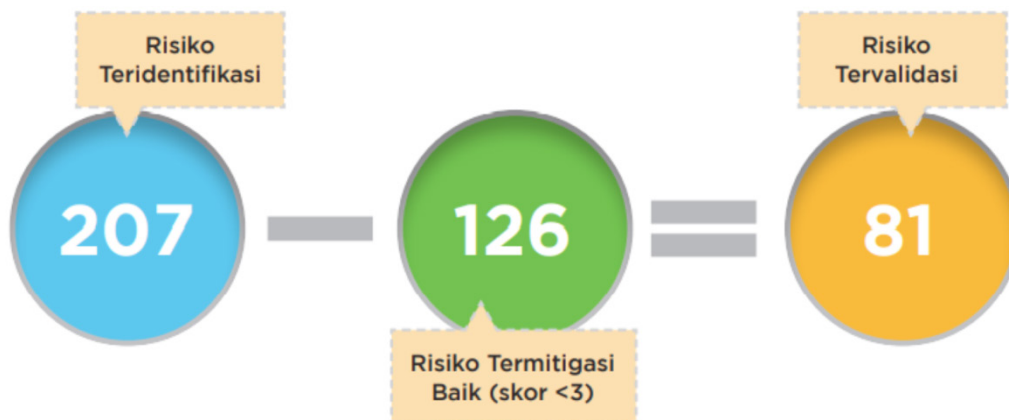 Risiko
Teridentifikasi
207
126
Risiko Termitigasi
Baik (skor <3)
Risiko
Tervalidasi
81